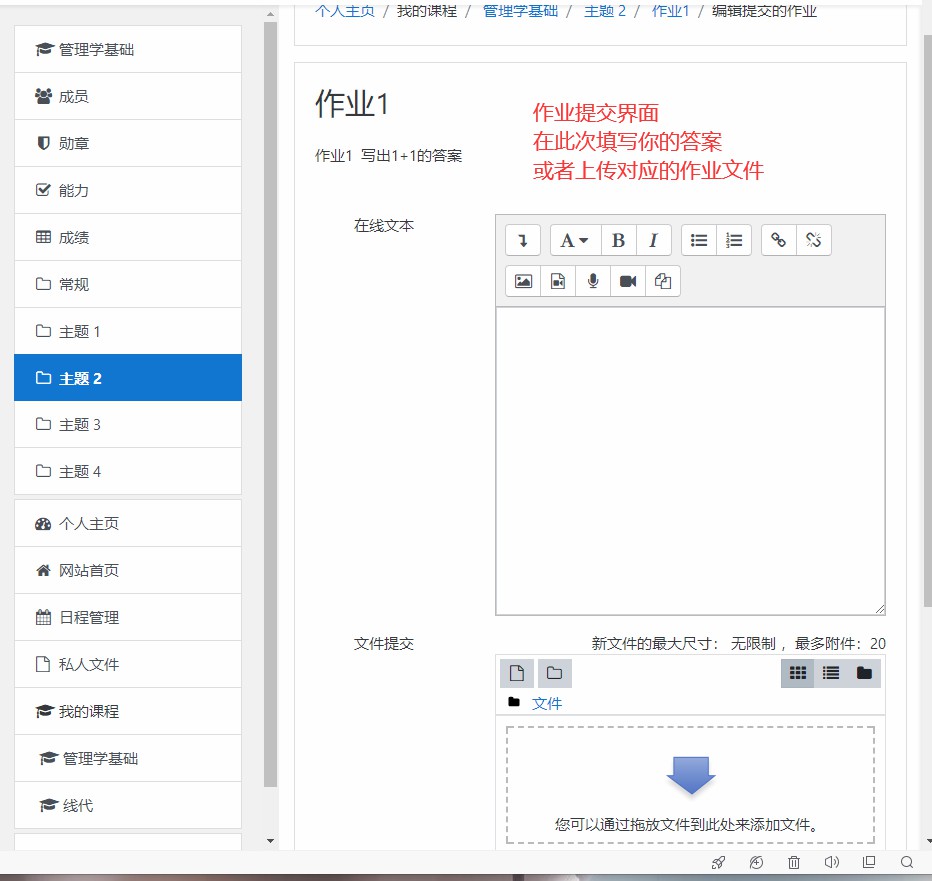 管理学基础
成员
勋章
能力
成绩
常规
主题 1
主题 2
主题 3
主题 4
个人主页
网站首页
日程管理
私人文件
我的课程
管理学基础
线代
个人主页 / 我的课程 / 管理学基础 / 主题 2 / 作业1 / 编辑提交的作业
作业1
作业提交界面
在此次填写你的答案
或者上传对应的作业文件
作业1 写出1+1的答案
在线文本
A B I
文件提交
新文件的最大尺寸： 无限制 ，最多附件：20
文件
您可以通过拖放文件到此处来添加文件。